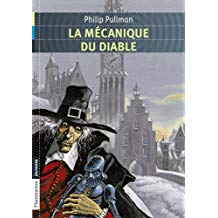 Philip Pullman
LA MÉCANIQUE
DU DIABLE
Flammarion